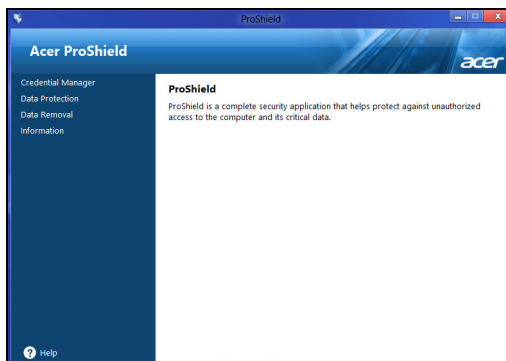 ProShield
Acer ProShield
acer
Credential Manager
Data Protection
Data Removal
Information
ProShield
ProShield is a complete security application that helps protect against unauthorized
access to the computer and its critical data.
? Help